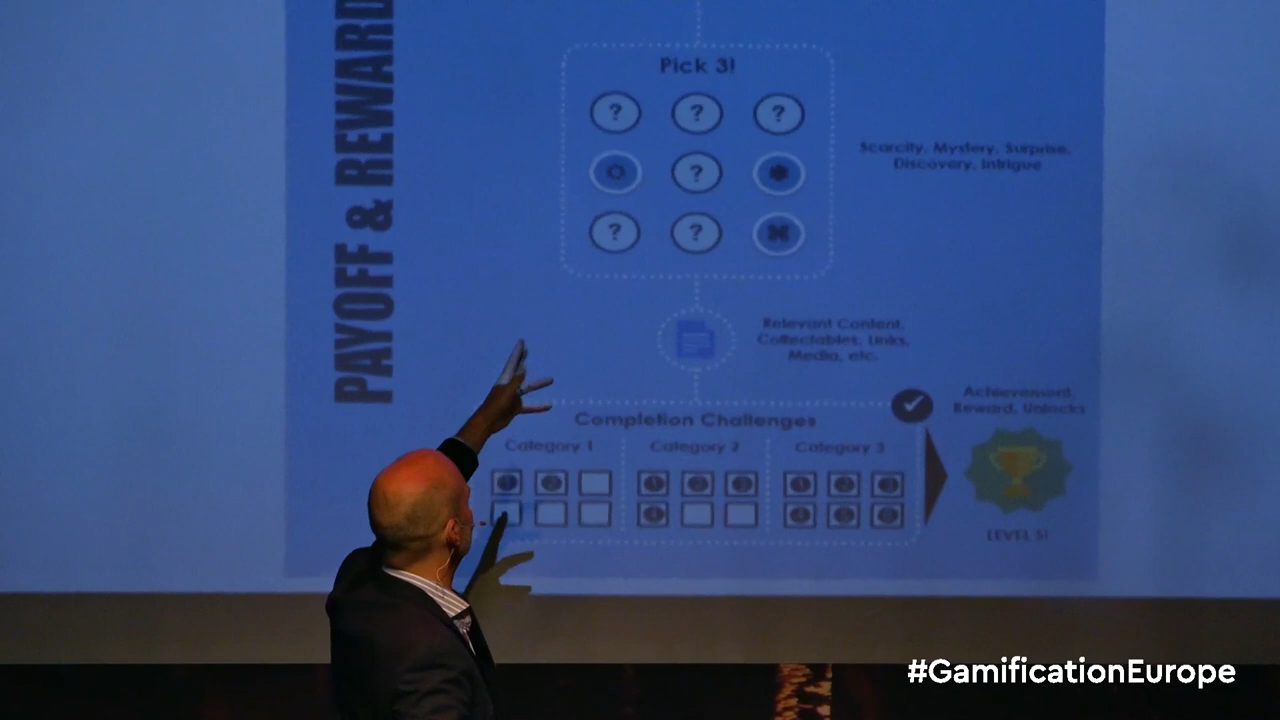 PAYOFF & REWARD
Pick 3!
? ? ?
?
? ?
Scarcity, Mystery, Surprise,
Discovery, Intrigue
Relevant Content,
Collectables, Links,
Media, etc.
Completion Challenges
Category 1
Category 2
Category 3
Achievement,
Reward, Unlocks
LEVEL 5!
#GamificationEurope